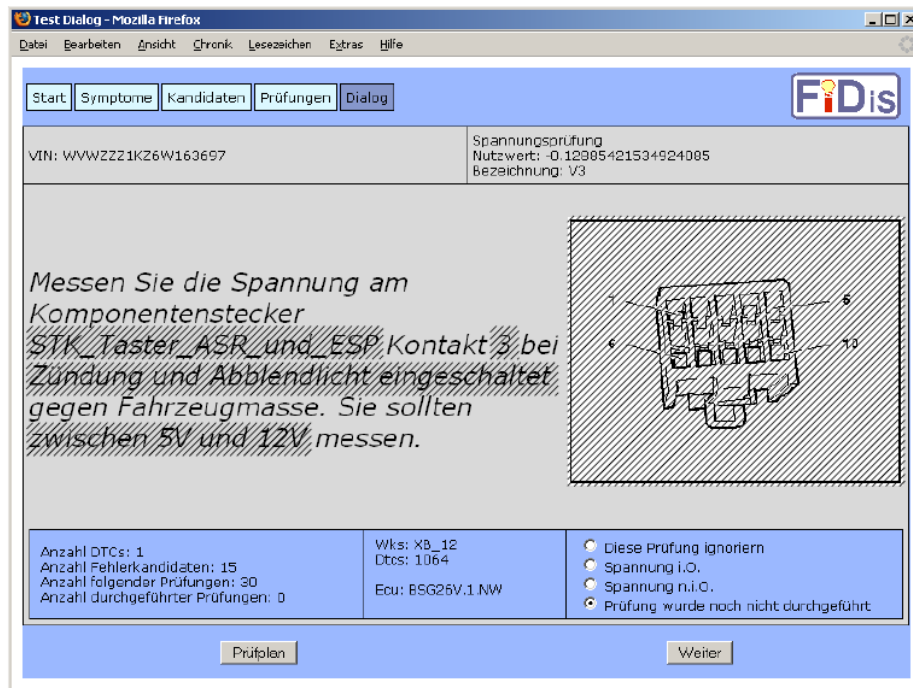 Test Dialog - Mozilla Firefox
Datei Bearbeiten Ansicht Chronik Lesezeichen Extras Hilfe
Start Symptome Kandidaten Prüfungen Dialog
FiDis
VIN: WVWZZZ1KZ6W163697
Spannungsprüfung
Nutzwert: -0.12885421534924085
Bezeichnung: V3
Messen Sie die Spannung am
Komponentenstecker
STK_Taster_ASR_und_ESP Kontakt 3 bei
Zündung und Abblendlicht eingeschaltet
gegen Fahrzeugmasse. Sie sollten
zwischen 5V und 12V messen.
1 5
6 10
Anzahl DTCs: 1
Anzahl Fehlerkandidaten: 15
Anzahl folgender Prüfungen: 30
Anzahl durchgeführter Prüfungen: 0
Wks: XB_12
Dtcs: 1064
Ecu: BSG26V.1.NW
Diese Prüfung ignoriern
Spannung i.O.
Spannung n.i.O.
Prüfung wurde noch nicht durchgeführt
Prüfplan
Weiter